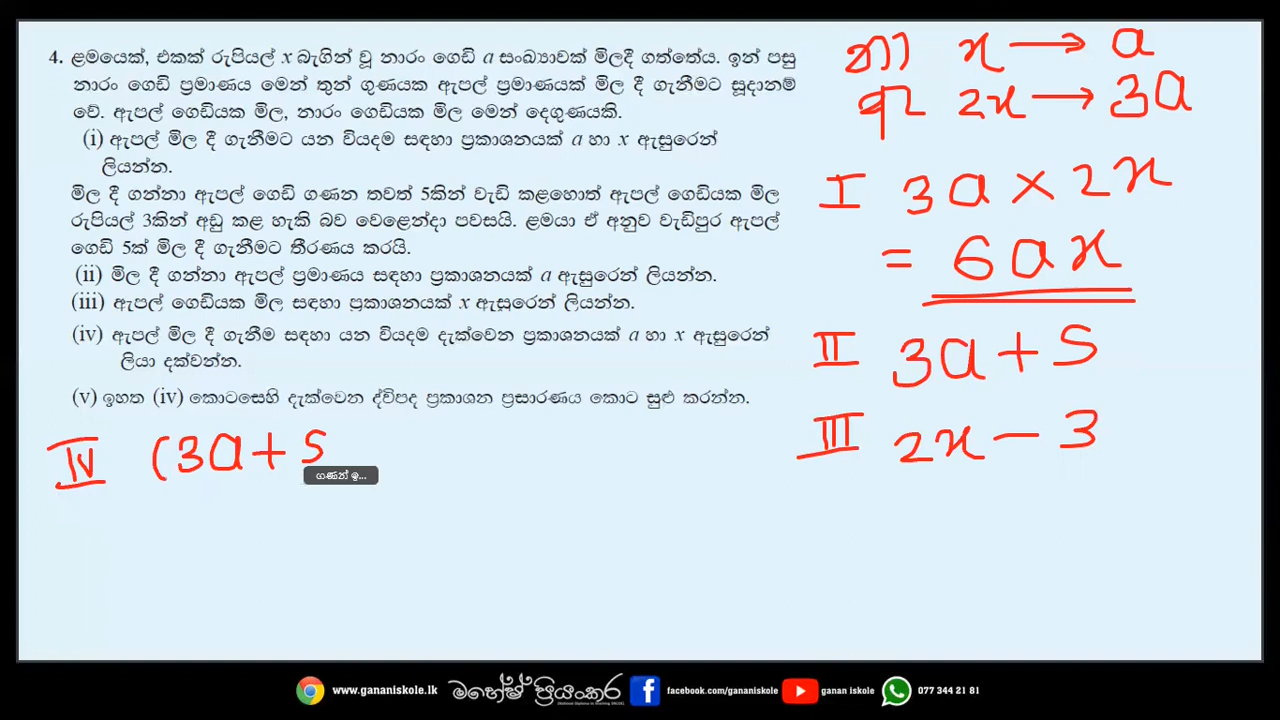 4. ළමයෙක්, එකක් රුපියල් x බැගින් වූ නාරං ගෙඩි a සංඛ්‍යාවක් මිලදී ගත්තේය. ඉන් පසු
නාරං ගෙඩි ප්‍රමාණය මෙන් තුන් ගුණයක ඇපල් ප්‍රමාණයක් මිල දී ගැනීමට සූදානම්
වේ. ඇපල් ගෙඩියක මිල, නාරං ගෙඩියක මිල මෙන් දෙගුණයකි.
(i) ඇපල් මිල දී ගැනීමට යන වියදම සඳහා ප්‍රකාශනයක් a හා x ඇසුරෙන්
ලියන්න.
මිල දී ගන්නා ඇපල් ගෙඩි ගණන තවත් 5කින් වැඩි කළහොත් ඇපල් ගෙඩියක මිල
රුපියල් 3කින් අඩු කළ හැකි බව වෙළෙන්දා පවසයි. ළමයා ඒ අනුව වැඩිපුර ඇපල්
ගෙඩි 5ක් මිල දී ගැනීමට තීරණය කරයි.
(ii) මිල දී ගන්නා ඇපල් ප්‍රමාණය සඳහා ප්‍රකාශනයක් a ඇසුරෙන් ලියන්න.
(iii) ඇපල් ගෙඩියක මිල සඳහා ප්‍රකාශනයක් x ඇසුරෙන් ලියන්න.
(iv) ඇපල් මිල දී ගැනීම සඳහා යන වියදම දැක්වෙන ප්‍රකාශනයක් a හා x ඇසුරෙන්
ලියා දක්වන්න.
(v) ඉහත (iv) කොටසෙහි දැක්වෙන ද්විපද ප්‍රකාශන ප්‍රසාරණය කොට සුළු කරන්න.
නා x → a
ඇ 2x → 3a
I 3a × 2x
= 6ax
II 3a + 5
III 2x - 3
IV (3a + 5
ගණන් ඉ...
www.gananiskole.lk
මහේෂ් ප්‍රියංකර
facebook.com/gananiskole
ganan iskole
077 344 21 81